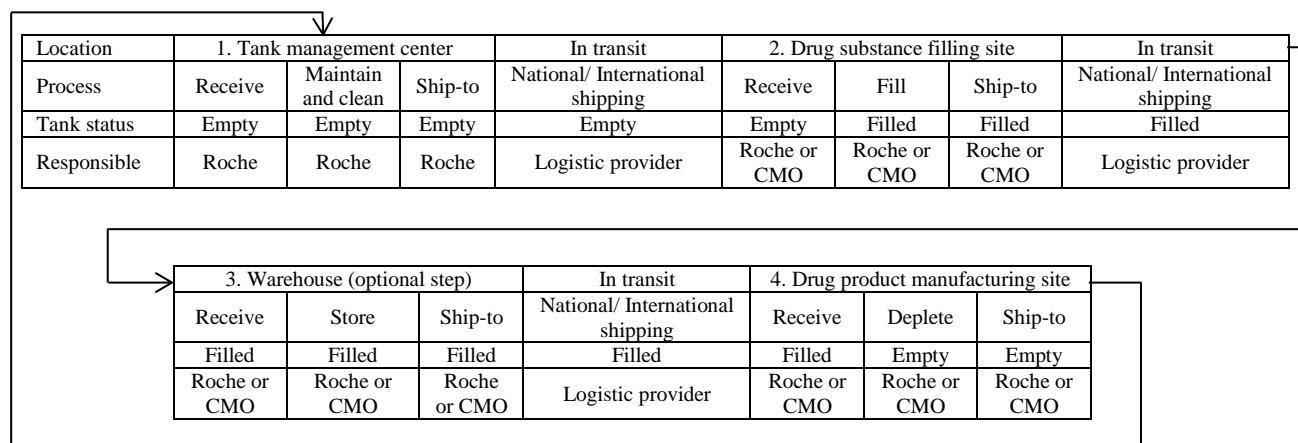 Location 1. Tank management center In transit 2. Drug substance filling site In transit
Process Receive Maintain and clean Ship-to National/ International shipping Receive Fill Ship-to National/ International shipping
Tank status Empty Empty Empty Empty Empty Filled Filled Filled
Responsible Roche Roche Roche Logistic provider Roche or CMO Roche or CMO Roche or CMO Logistic provider
3. Warehouse (optional step) In transit 4. Drug product manufacturing site
Receive Store Ship-to National/ International shipping Receive Deplete Ship-to
Filled Filled Filled Filled Filled Empty Empty
Roche or CMO Roche or CMO Roche or CMO Logistic provider Roche or CMO Roche or CMO Roche or CMO